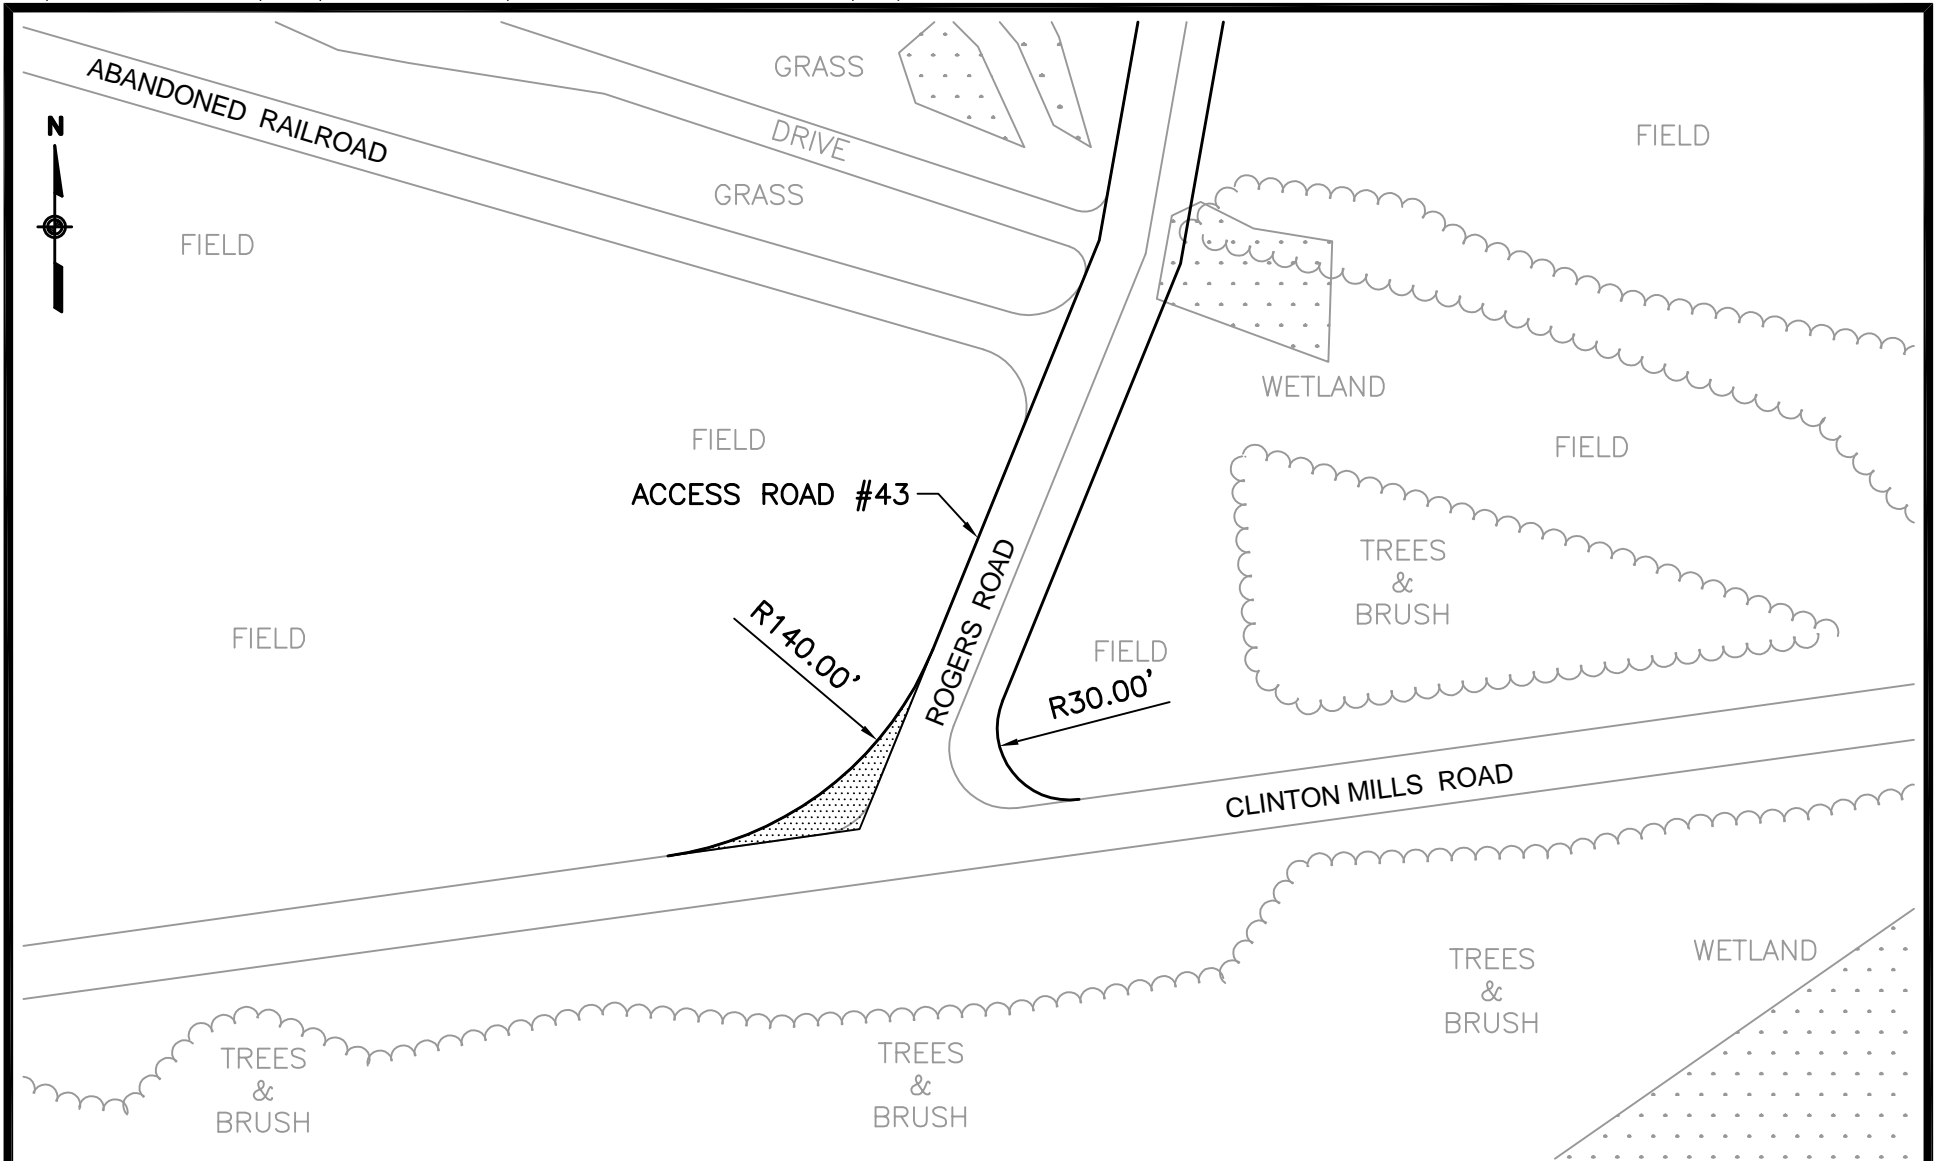 GRASS
ABANDONED RAILROAD
N
DRIVE
FIELD
GRASS
FIELD
WETLAND
FIELD
FIELD
ACCESS ROAD #43
TREES
&
BRUSH
ROGERS ROAD
R140.00'
FIELD
FIELD
R30.00'
CLINTON MILLS ROAD
WETLAND
TREES
&
BRUSH
TREES
&
BRUSH
TREES
&
BRUSH